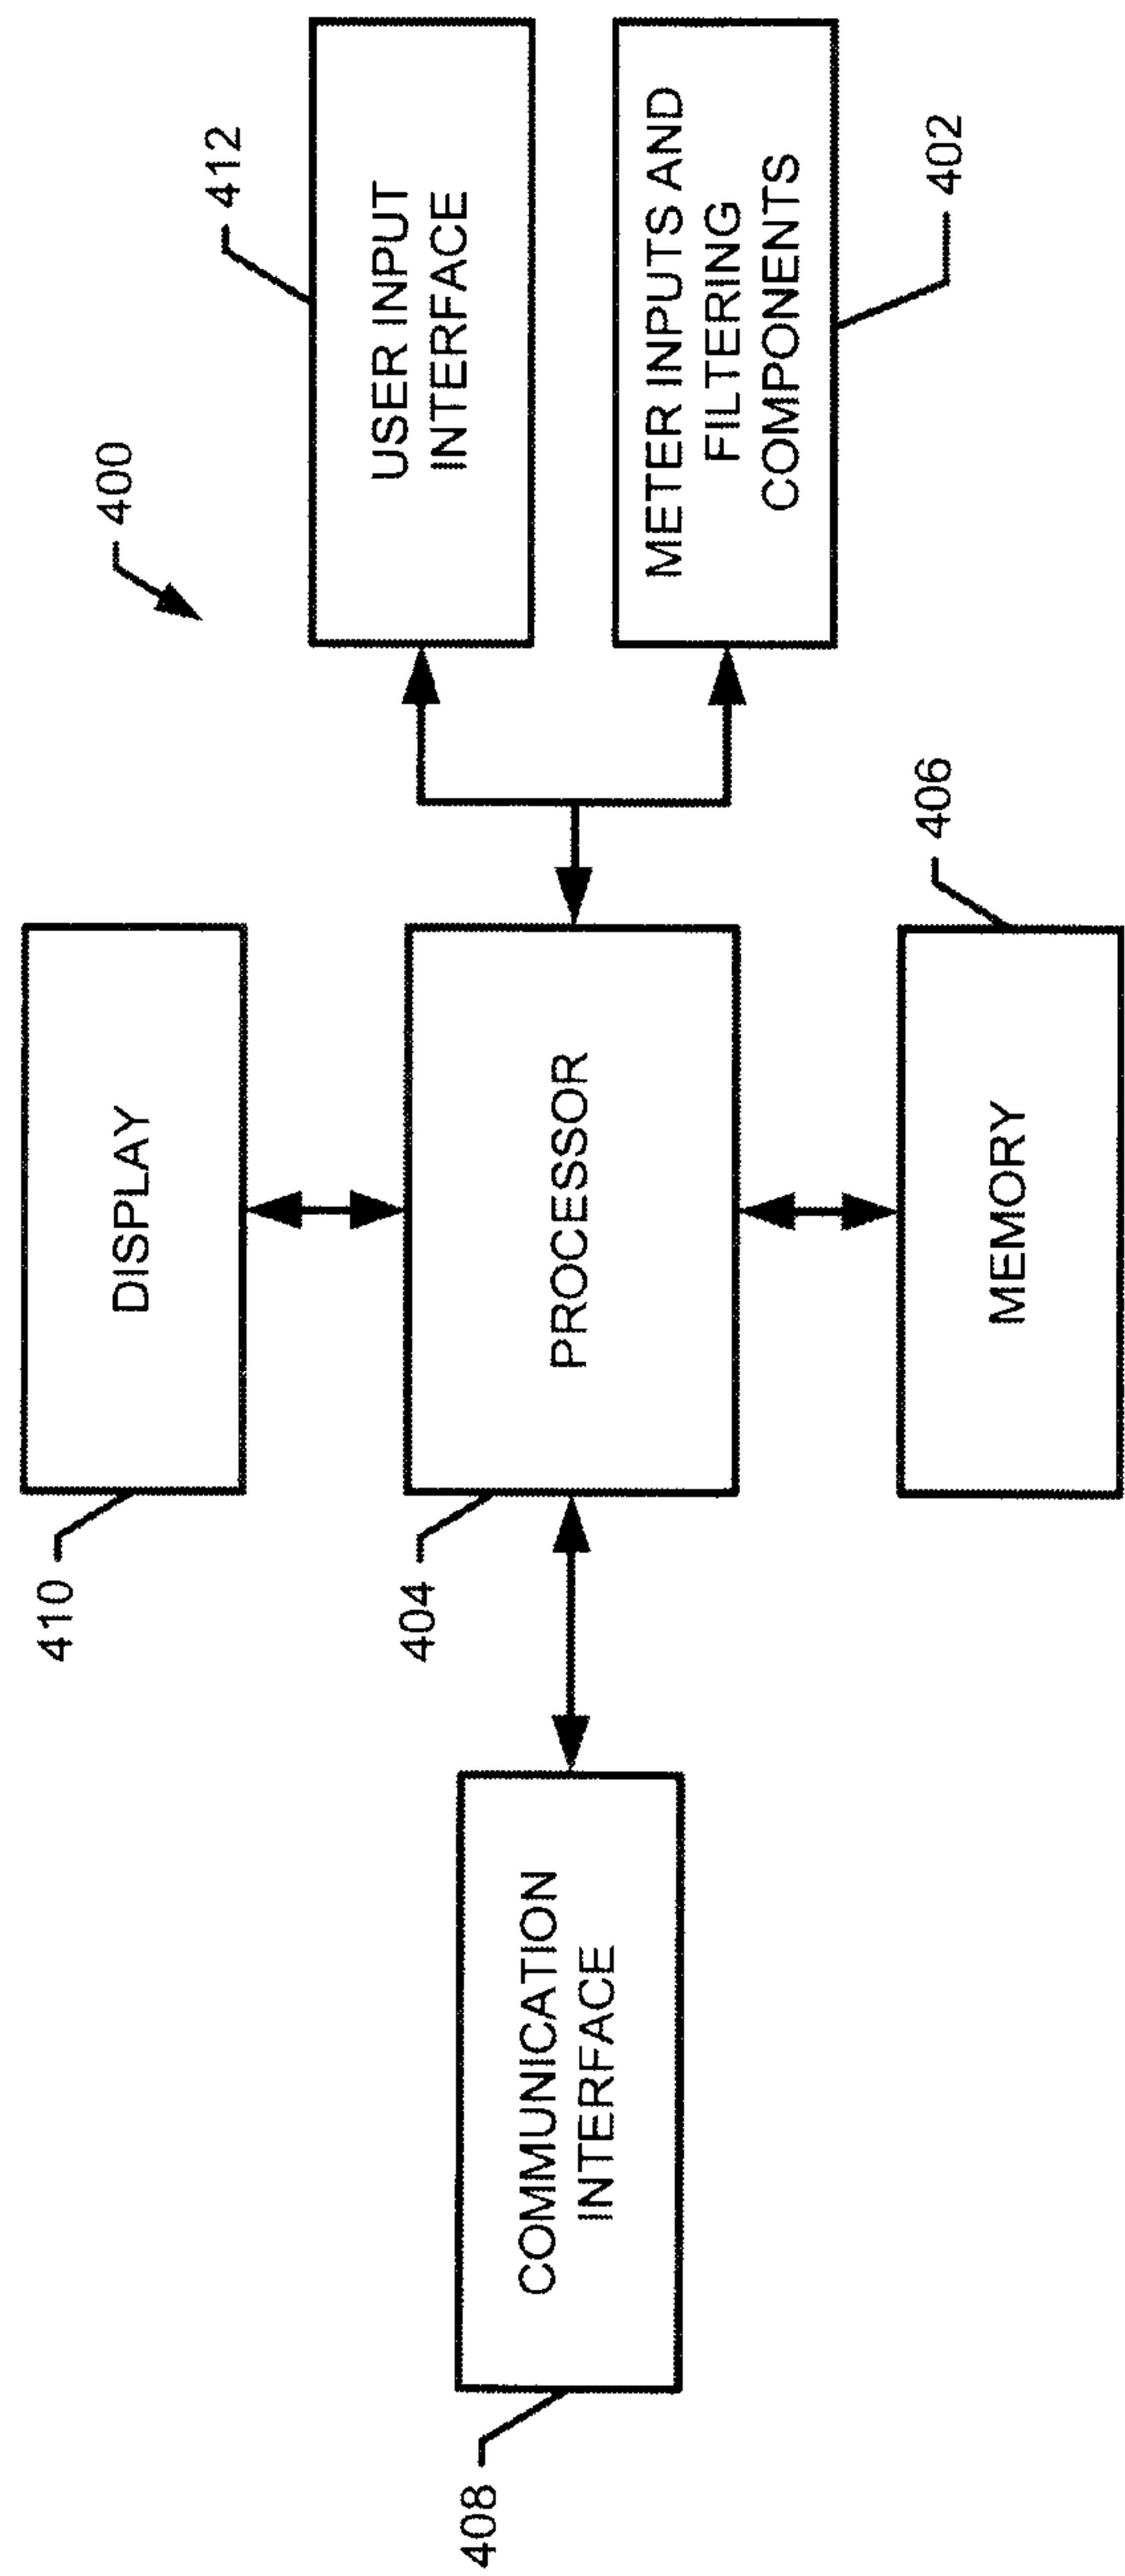 400
410
DISPLAY
412
USER INPUT
INTERFACE
408
COMMUNICATION
INTERFACE
404
PROCESSOR
METER INPUTS AND
FILTERING
COMPONENTS
402
406
MEMORY